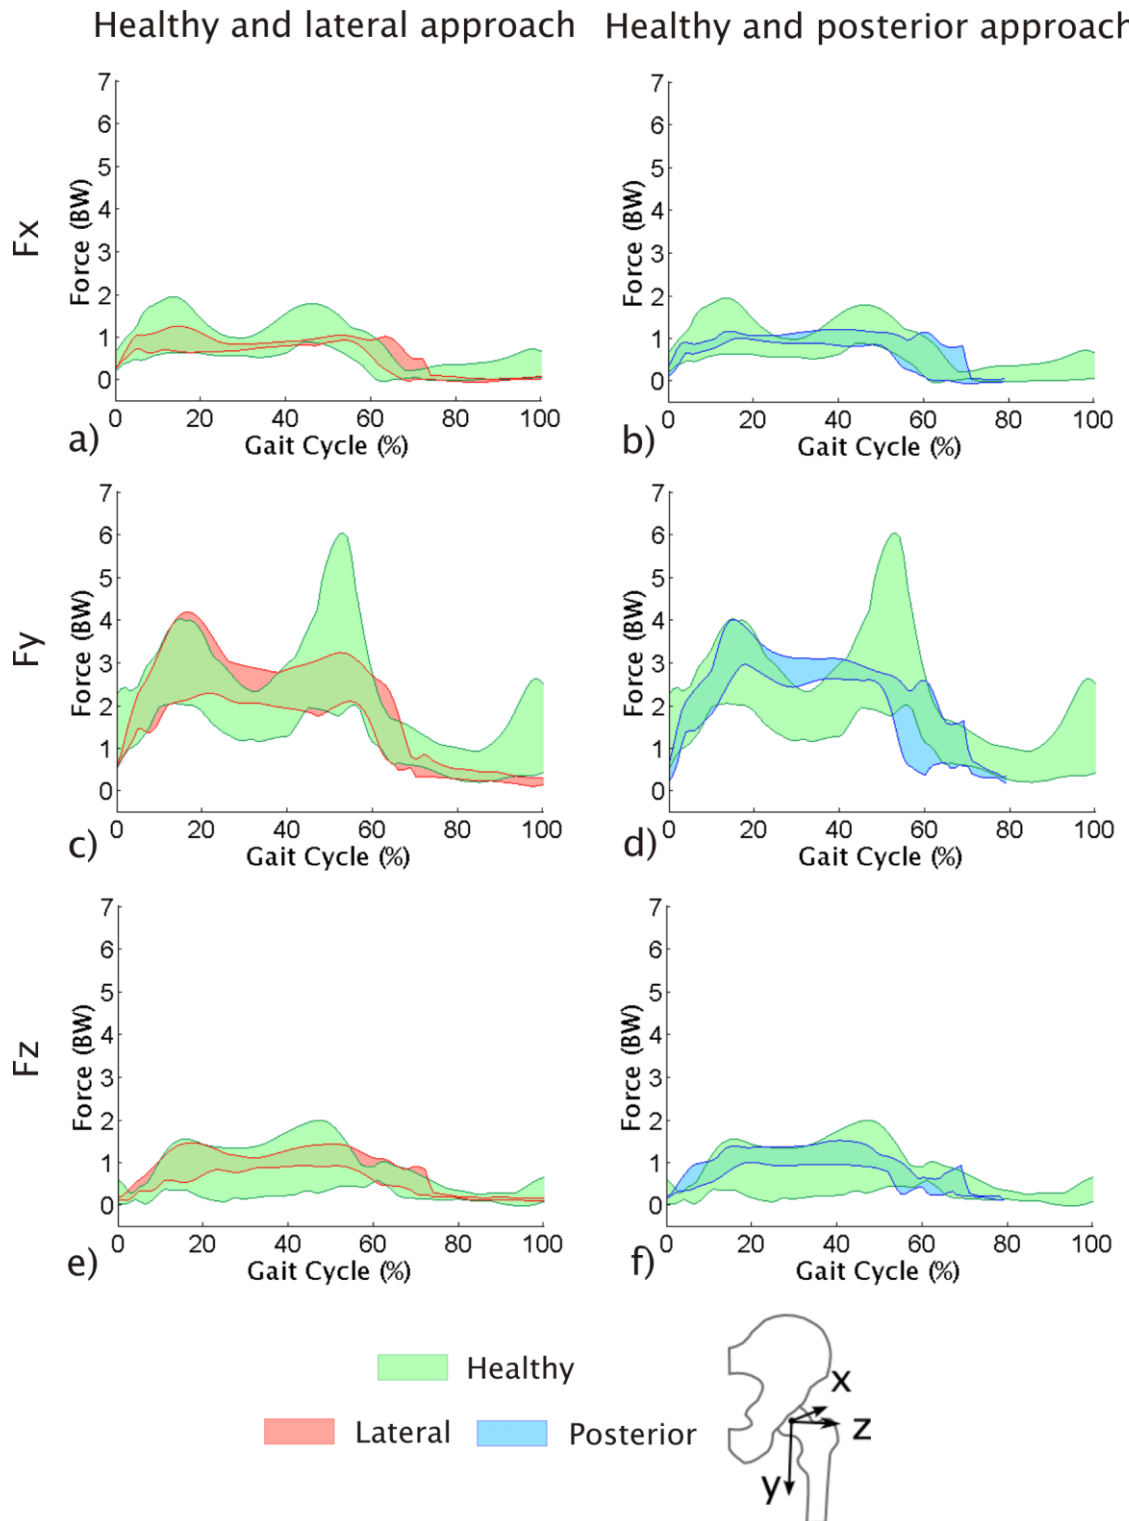 Healthy and lateral approach
Healthy and posterior approach
Fx
Force (BW)
7
6
5
4
3
2
1
0
0 20 40 60 80 100
a)
Gait Cycle (%)
Force (BW)
7
6
5
4
3
2
1
0
0 20 40 60 80 100
b)
Gait Cycle (%)
Fy
Force (BW)
7
6
5
4
3
2
1
0
0 20 40 60 80 100
c)
Gait Cycle (%)
Force (BW)
7
6
5
4
3
2
1
0
0 20 40 60 80 100
d)
Gait Cycle (%)
Fz
Force (BW)
7
6
5
4
3
2
1
0
0 20 40 60 80 100
e)
Gait Cycle (%)
Force (BW)
7
6
5
4
3
2
1
0
0 20 40 60 80 100
f)
Gait Cycle (%)
Healthy
Lateral
Posterior
x
z
y